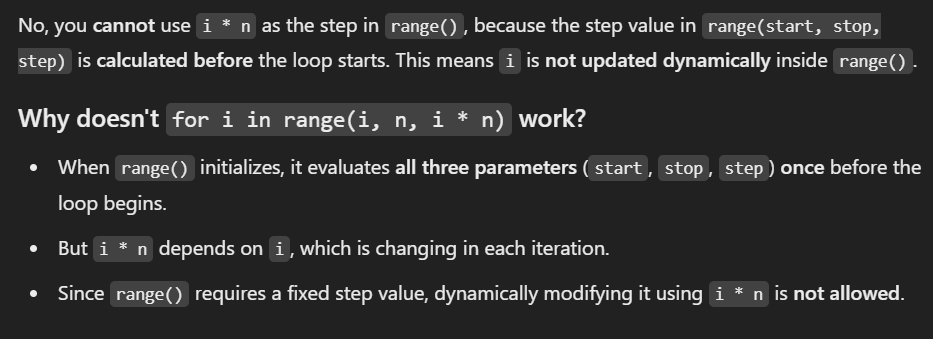 No, you cannot use i * n as the step in range(), because the step value in range(start, stop,
step) is calculated before the loop starts. This means i is not updated dynamically inside range().
Why doesn't for i in range(i, n, i * n) work?
• When range() initializes, it evaluates all three parameters (start, stop, step) once before the
loop begins.
• But i * n depends on i, which is changing in each iteration.
• Since range() requires a fixed step value, dynamically modifying it using i * n is not allowed.